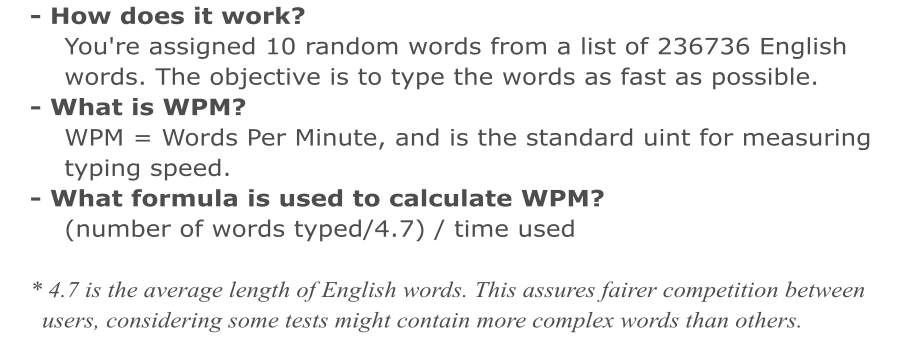 - How does it work?
You're assigned 10 random words from a list of 236736 English
words. The objective is to type the words as fast as possible.
- What is WPM?
WPM = Words Per Minute, and is the standard uint for measuring
typing speed.
- What formula is used to calculate WPM?
(number of words typed/4.7) / time used
* 4.7 is the average length of English words. This assures fairer competition between
users, considering some tests might contain more complex words than others.